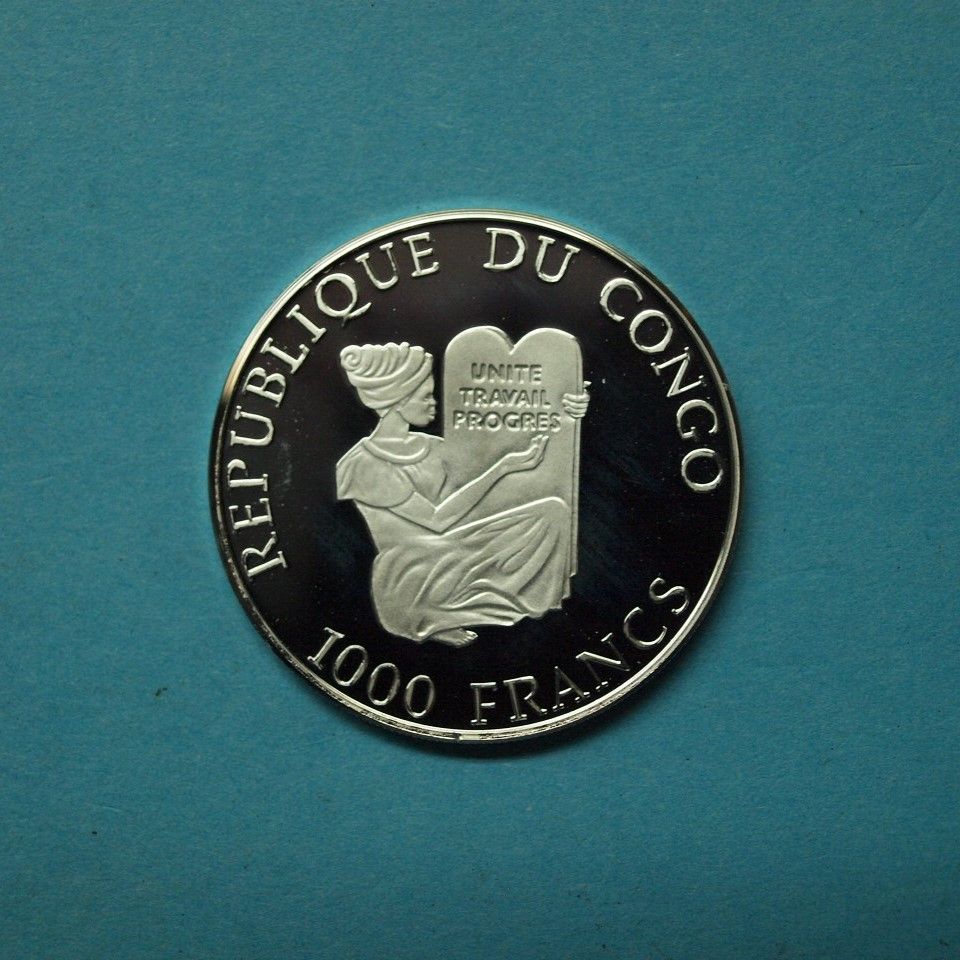 REPUBLIQUE DU CONGO
UNITE
TRAVAIL
PROGRES
1000 FRANCS